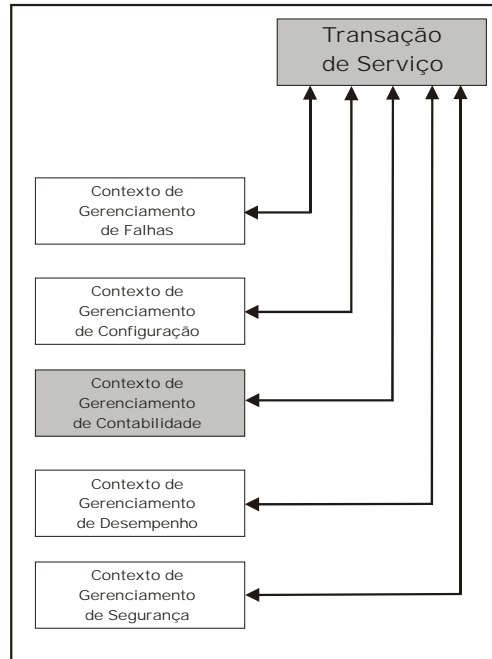 Transação
de Serviço
Contexto de
Gerenciamento
de Falhas
Contexto de
Gerenciamento
de Configuração
Contexto de
Gerenciamento
de Contabilidade
Contexto de
Gerenciamento
de Desempenho
Contexto de
Gerenciamento
de Segurança